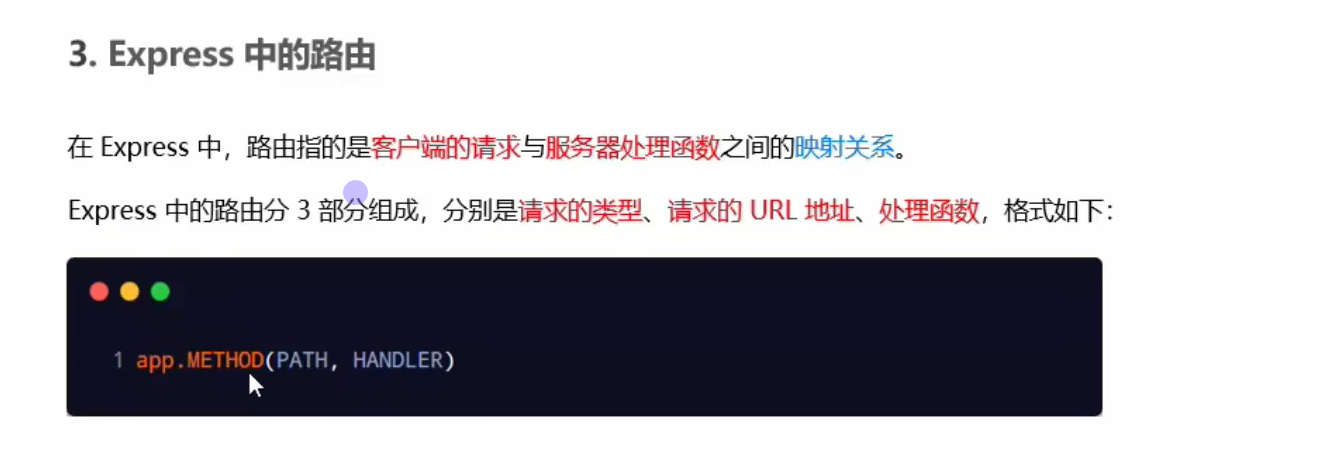 3. Express 中的路由
在 Express 中，路由指的是客户端的请求与服务器处理函数之间的映射关系。
Express 中的路由分 3 部分组成，分别是请求的类型、请求的 URL 地址、处理函数，格式如下：
1 app.METHOD(PATH, HANDLER)